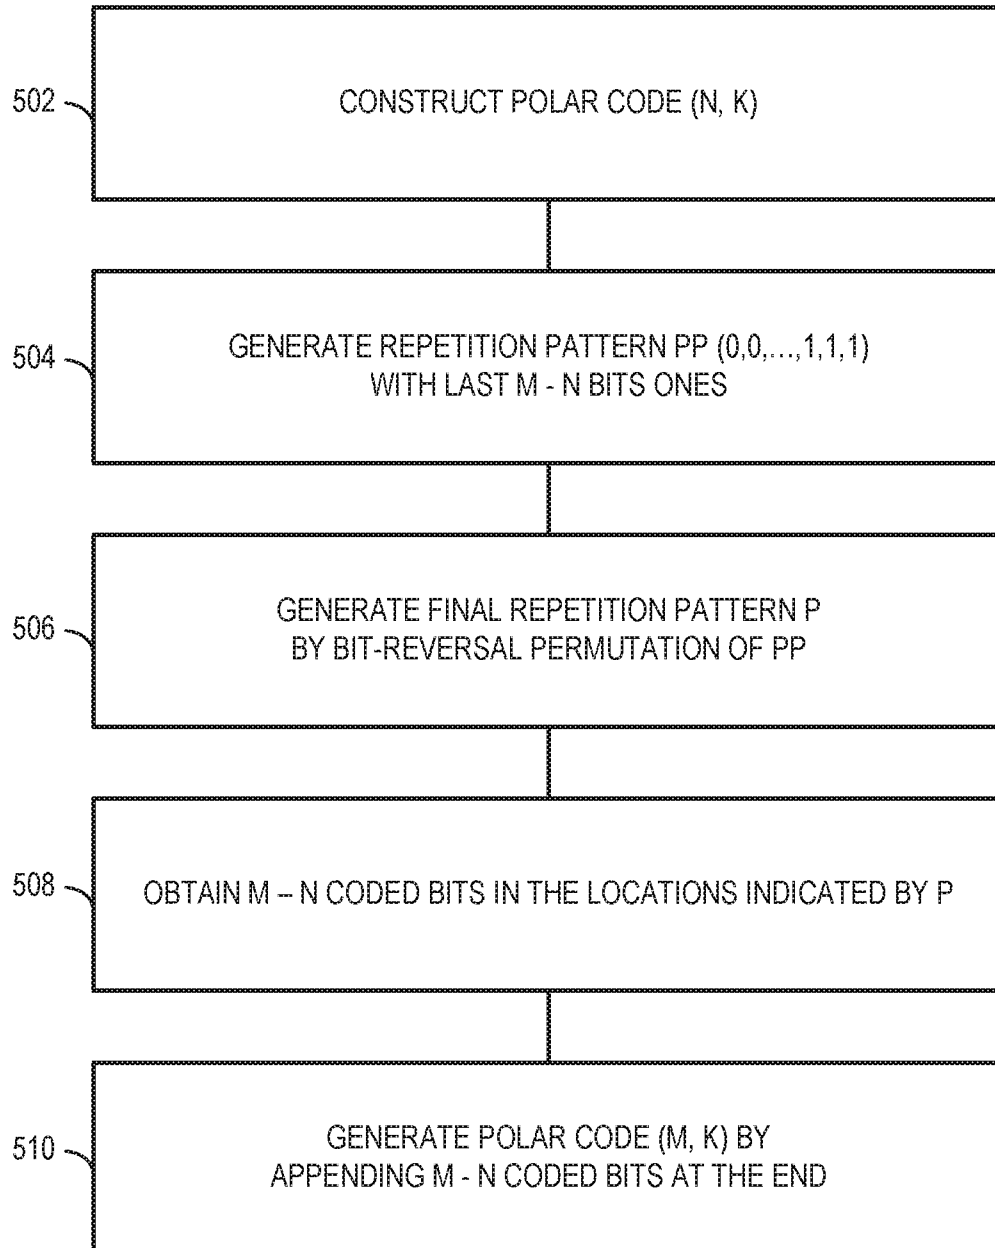 502
CONSTRUCT POLAR CODE (N, K)
504
GENERATE REPETITION PATTERN PP (0,0,...,1,1,1)
WITH LAST M - N BITS ONES
506
GENERATE FINAL REPETITION PATTERN P
BY BIT-REVERSAL PERMUTATION OF PP
508
OBTAIN M – N CODED BITS IN THE LOCATIONS INDICATED BY P
510
GENERATE POLAR CODE (M, K) BY
APPENDING M - N CODED BITS AT THE END